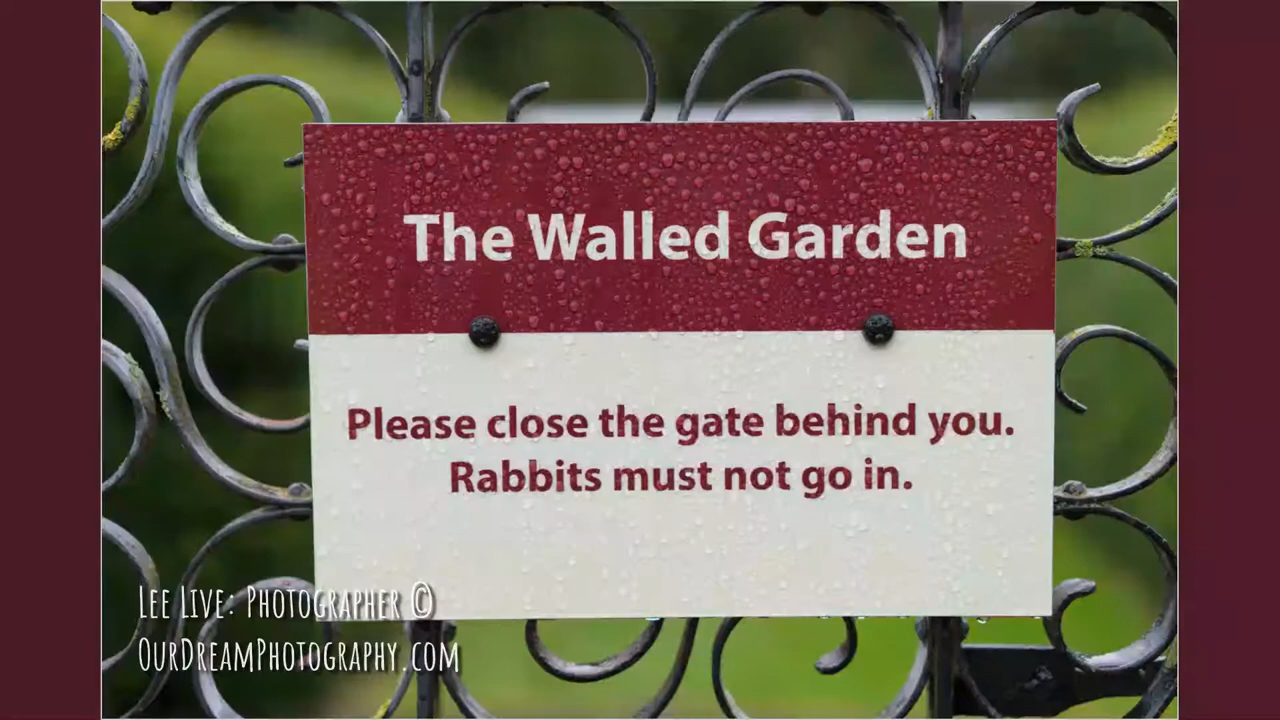 The Walled Garden
Please close the gate behind you.
Rabbits must not go in.
Lee Live: Photographer ©
OurDreamPhotography.com